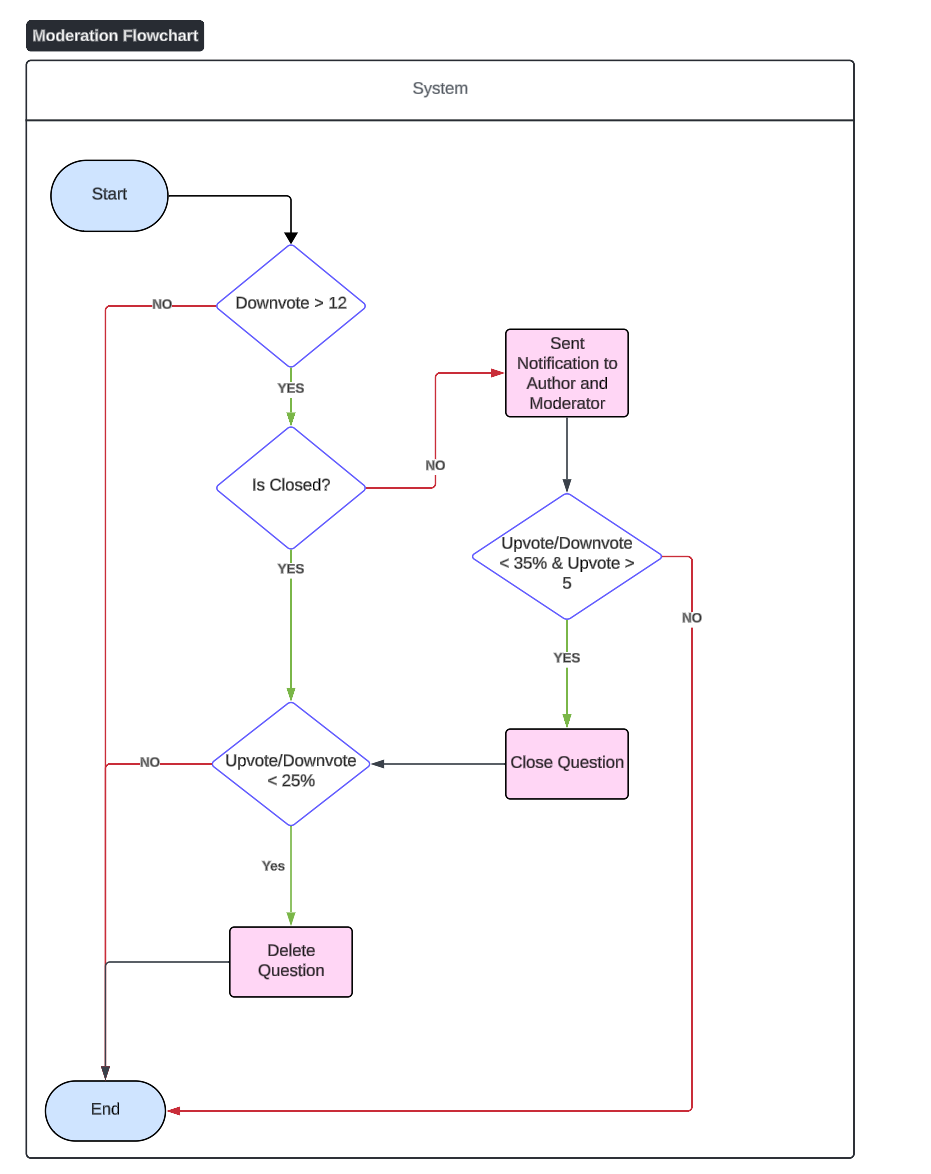 Moderation Flowchart
System
Start
Downvote > 12
NO
YES
Sent
Notification to
Author and
Moderator
Is Closed?
NO
YES
Upvote/Downvote
< 35% & Upvote >
5
NO
YES
Upvote/Downvote
< 25%
NO
Close Question
Yes
Delete
Question
End